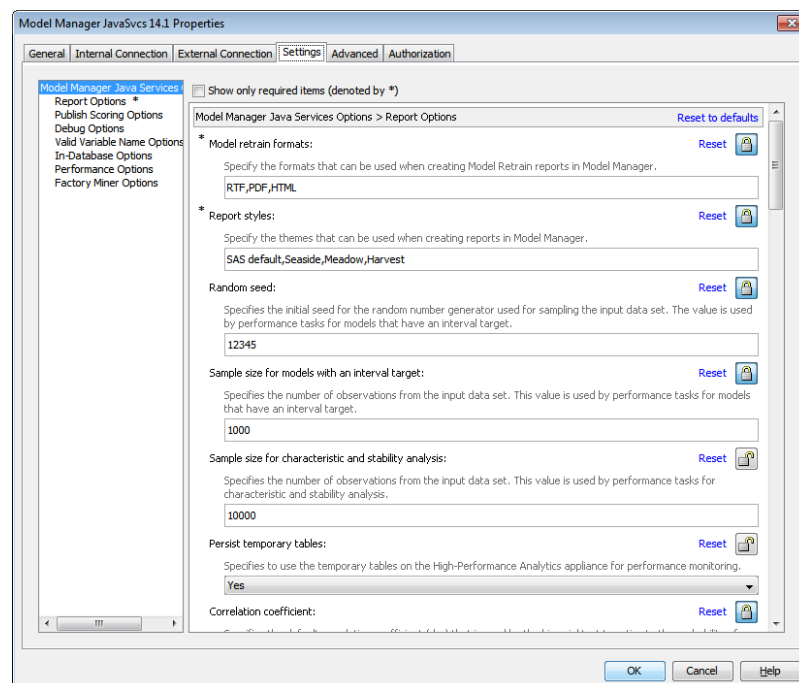 Model Manager JavaSvcs 14.1 Properties
General Internal Connection External Connection Settings Advanced Authorization
Model Manager Java Services
Report Options *
Publish Scoring Options
Debug Options
Valid Variable Name Options
In-Database Options
Performance Options
Factory Miner Options
Show only required items (denoted by *)
Model Manager Java Services Options > Report Options Reset to defaults
* Model retrain formats: Reset
Specify the formats that can be used when creating Model Retrain reports in Model Manager.
RTF,PDF,HTML
* Report styles: Reset
Specify the themes that can be used when creating reports in Model Manager.
SAS default,Seaside,Meadow,Harvest
Random seed: Reset
Specifies the initial seed for the random number generator used for sampling the input data set. The value is used
by performance tasks for models that have an interval target.
12345
Sample size for models with an interval target: Reset
Specifies the number of observations from the input data set. This value is used by performance tasks for models
that have an interval target.
1000
Sample size for characteristic and stability analysis: Reset
Specifies the number of observations from the input data set. This value is used by performance tasks for
characteristic and stability analysis.
10000
Persist temporary tables: Reset
Specifies to use the temporary tables on the High-Performance Analytics appliance for performance monitoring.
Yes
Correlation coefficient: Reset
OK Cancel Help